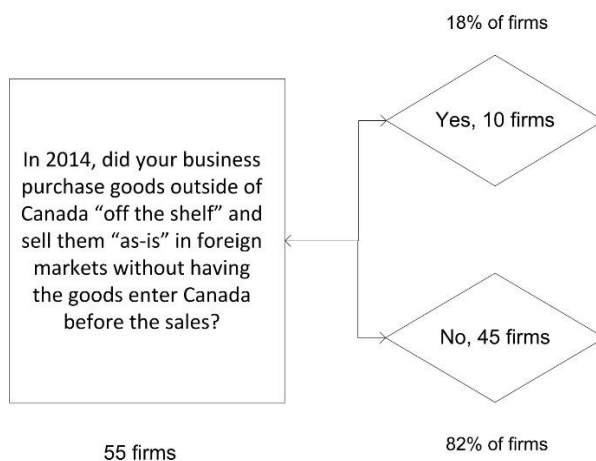 18% of firms
Yes, 10 firms
In 2014, did your business
purchase goods outside of
Canada “off the shelf” and
sell them “as-is” in foreign
markets without having
the goods enter Canada
before the sales?
No, 45 firms
55 firms
82% of firms